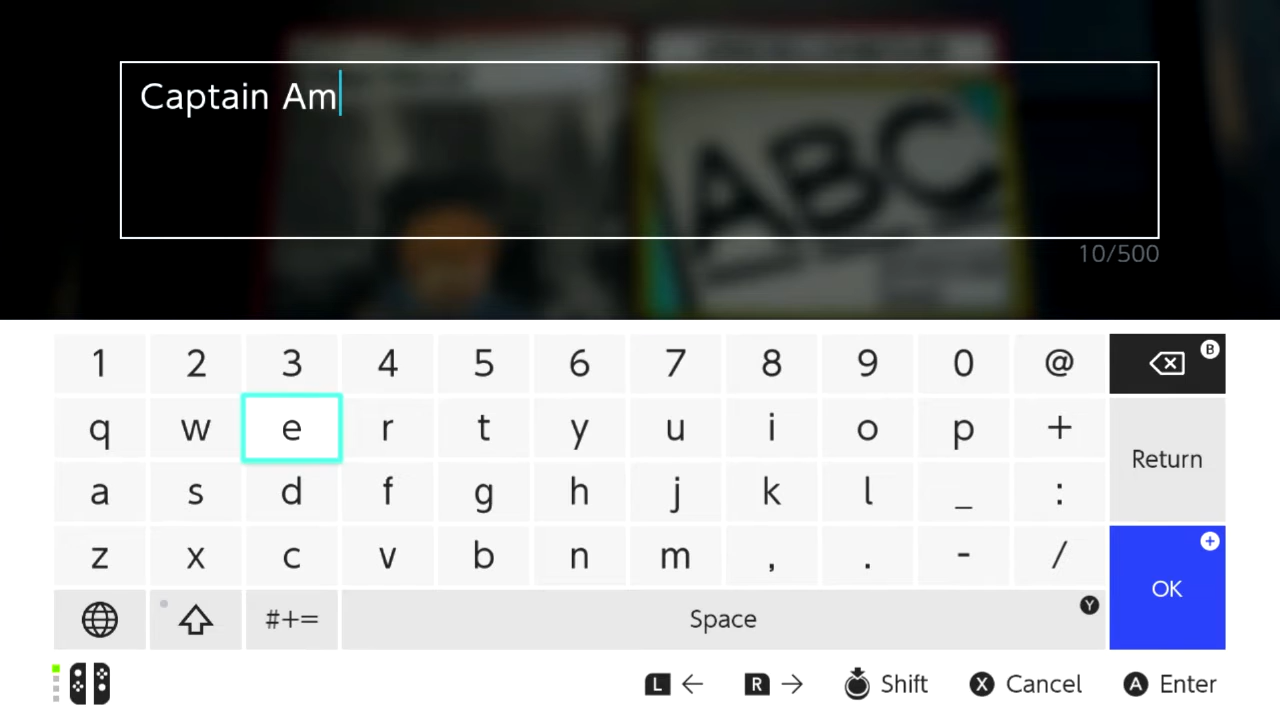 Captain Am
ABC
10/500
1 2 3 4 5 6 7 8 9 0 @ B
q w e r t y u i o p +
Return
a s d f g h j k l _ :
z x c v b n m , . - / +
OK
#+= Space Y
L ← R → Shift X Cancel A Enter